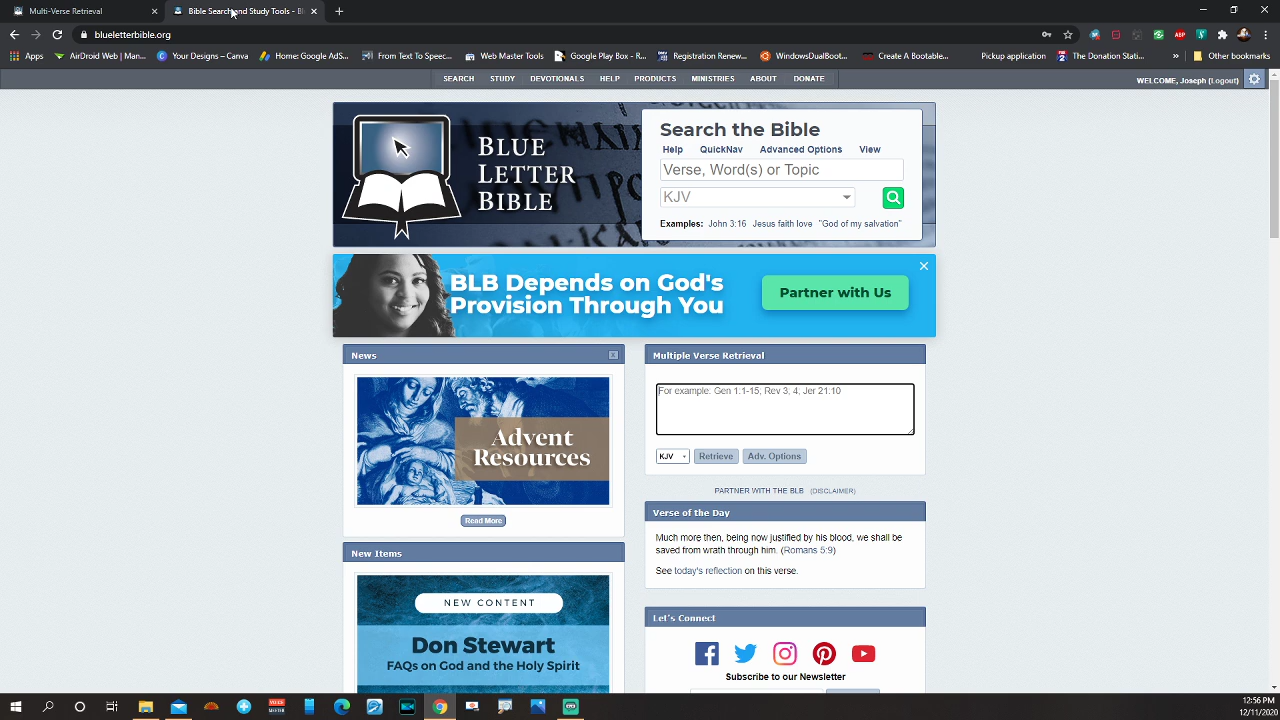 Multi-Verse Retrieval
Bible Search and Study Tools - Bl
blueletterbible.org
Apps
AirDroid Web | Man...
Your Designs – Canva
Home: Google AdS...
From Text To Speec...
Web Master Tools
Google Play Box - R...
Registration Renew...
WindowsDualBoot...
Create A Bootable...
Pickup application
The Donation Stati...
»
Other bookmarks
SEARCH STUDY DEVOTIONALS HELP PRODUCTS MINISTRIES ABOUT DONATE
WELCOME, Joseph (Logout)
BLUE
LETTER
BIBLE
Search the Bible
Help QuickNav Advanced Options View
Verse, Word(s) or Topic
KJV
Examples: John 3:16 Jesus faith love "God of my salvation"
BLB Depends on God's
Provision Through You
Partner with Us
News
X
Advent
Resources
Read More
New Items
NEW CONTENT
Don Stewart
FAQs on God and the Holy Spirit
Multiple Verse Retrieval
For example: Gen 1:1-15; Rev 3; 4; Jer 21:10
KJV
Retrieve
Adv. Options
PARTNER WITH THE BLB (DISCLAIMER)
Verse of the Day
Much more then, being now justified by his blood, we shall be
saved from wrath through him. (Romans 5:9)
See today's reflection on this verse.
Let's Connect
Subscribe to our Newsletter
VOICE
MEETER
12:56 PM
12/11/2020